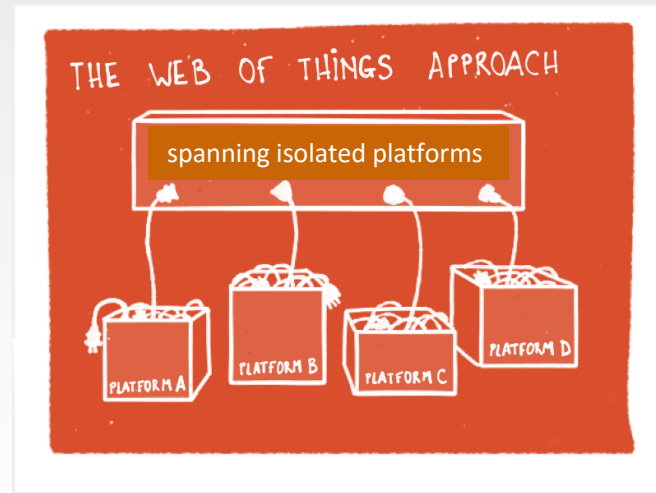 THE WEB OF THINGS APPROACH
spanning isolated platforms
PLATFORM A
PLATFORM B
PLATFORM C
PLATFORM D